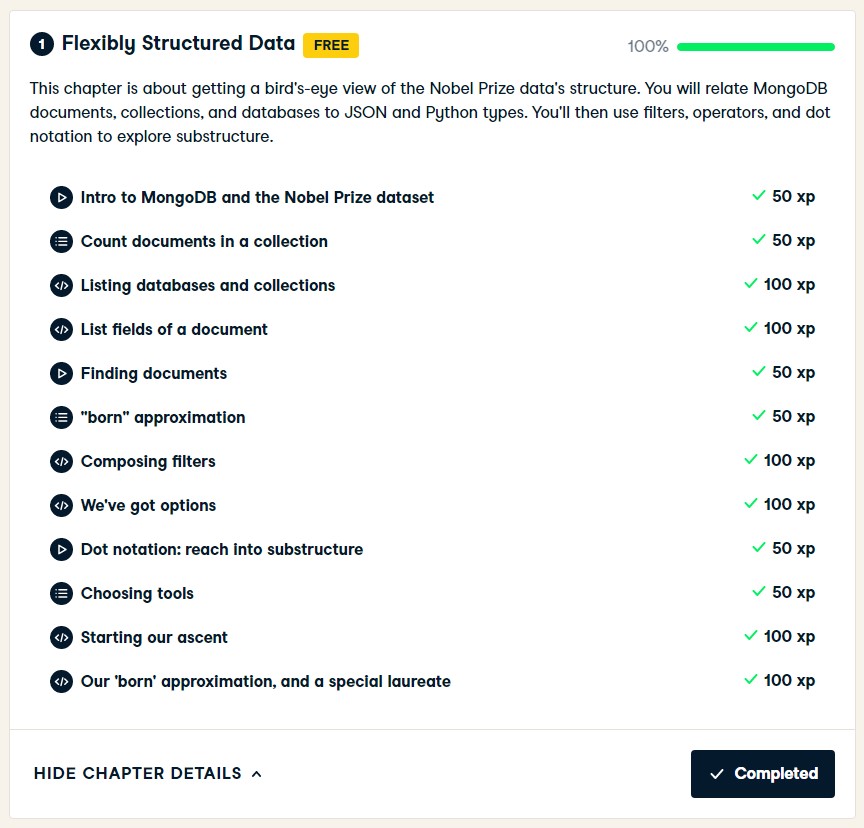 1 Flexibly Structured Data FREE 100%
This chapter is about getting a bird's-eye view of the Nobel Prize data's structure. You will relate MongoDB
documents, collections, and databases to JSON and Python types. You'll then use filters, operators, and dot
notation to explore substructure.
Intro to MongoDB and the Nobel Prize dataset 50 xp
Count documents in a collection 50 xp
Listing databases and collections 100 xp
List fields of a document 100 xp
Finding documents 50 xp
"born" approximation 50 xp
Composing filters 100 xp
We've got options 100 xp
Dot notation: reach into substructure 50 xp
Choosing tools 50 xp
Starting our ascent 100 xp
Our 'born' approximation, and a special laureate 100 xp
HIDE CHAPTER DETAILS Completed